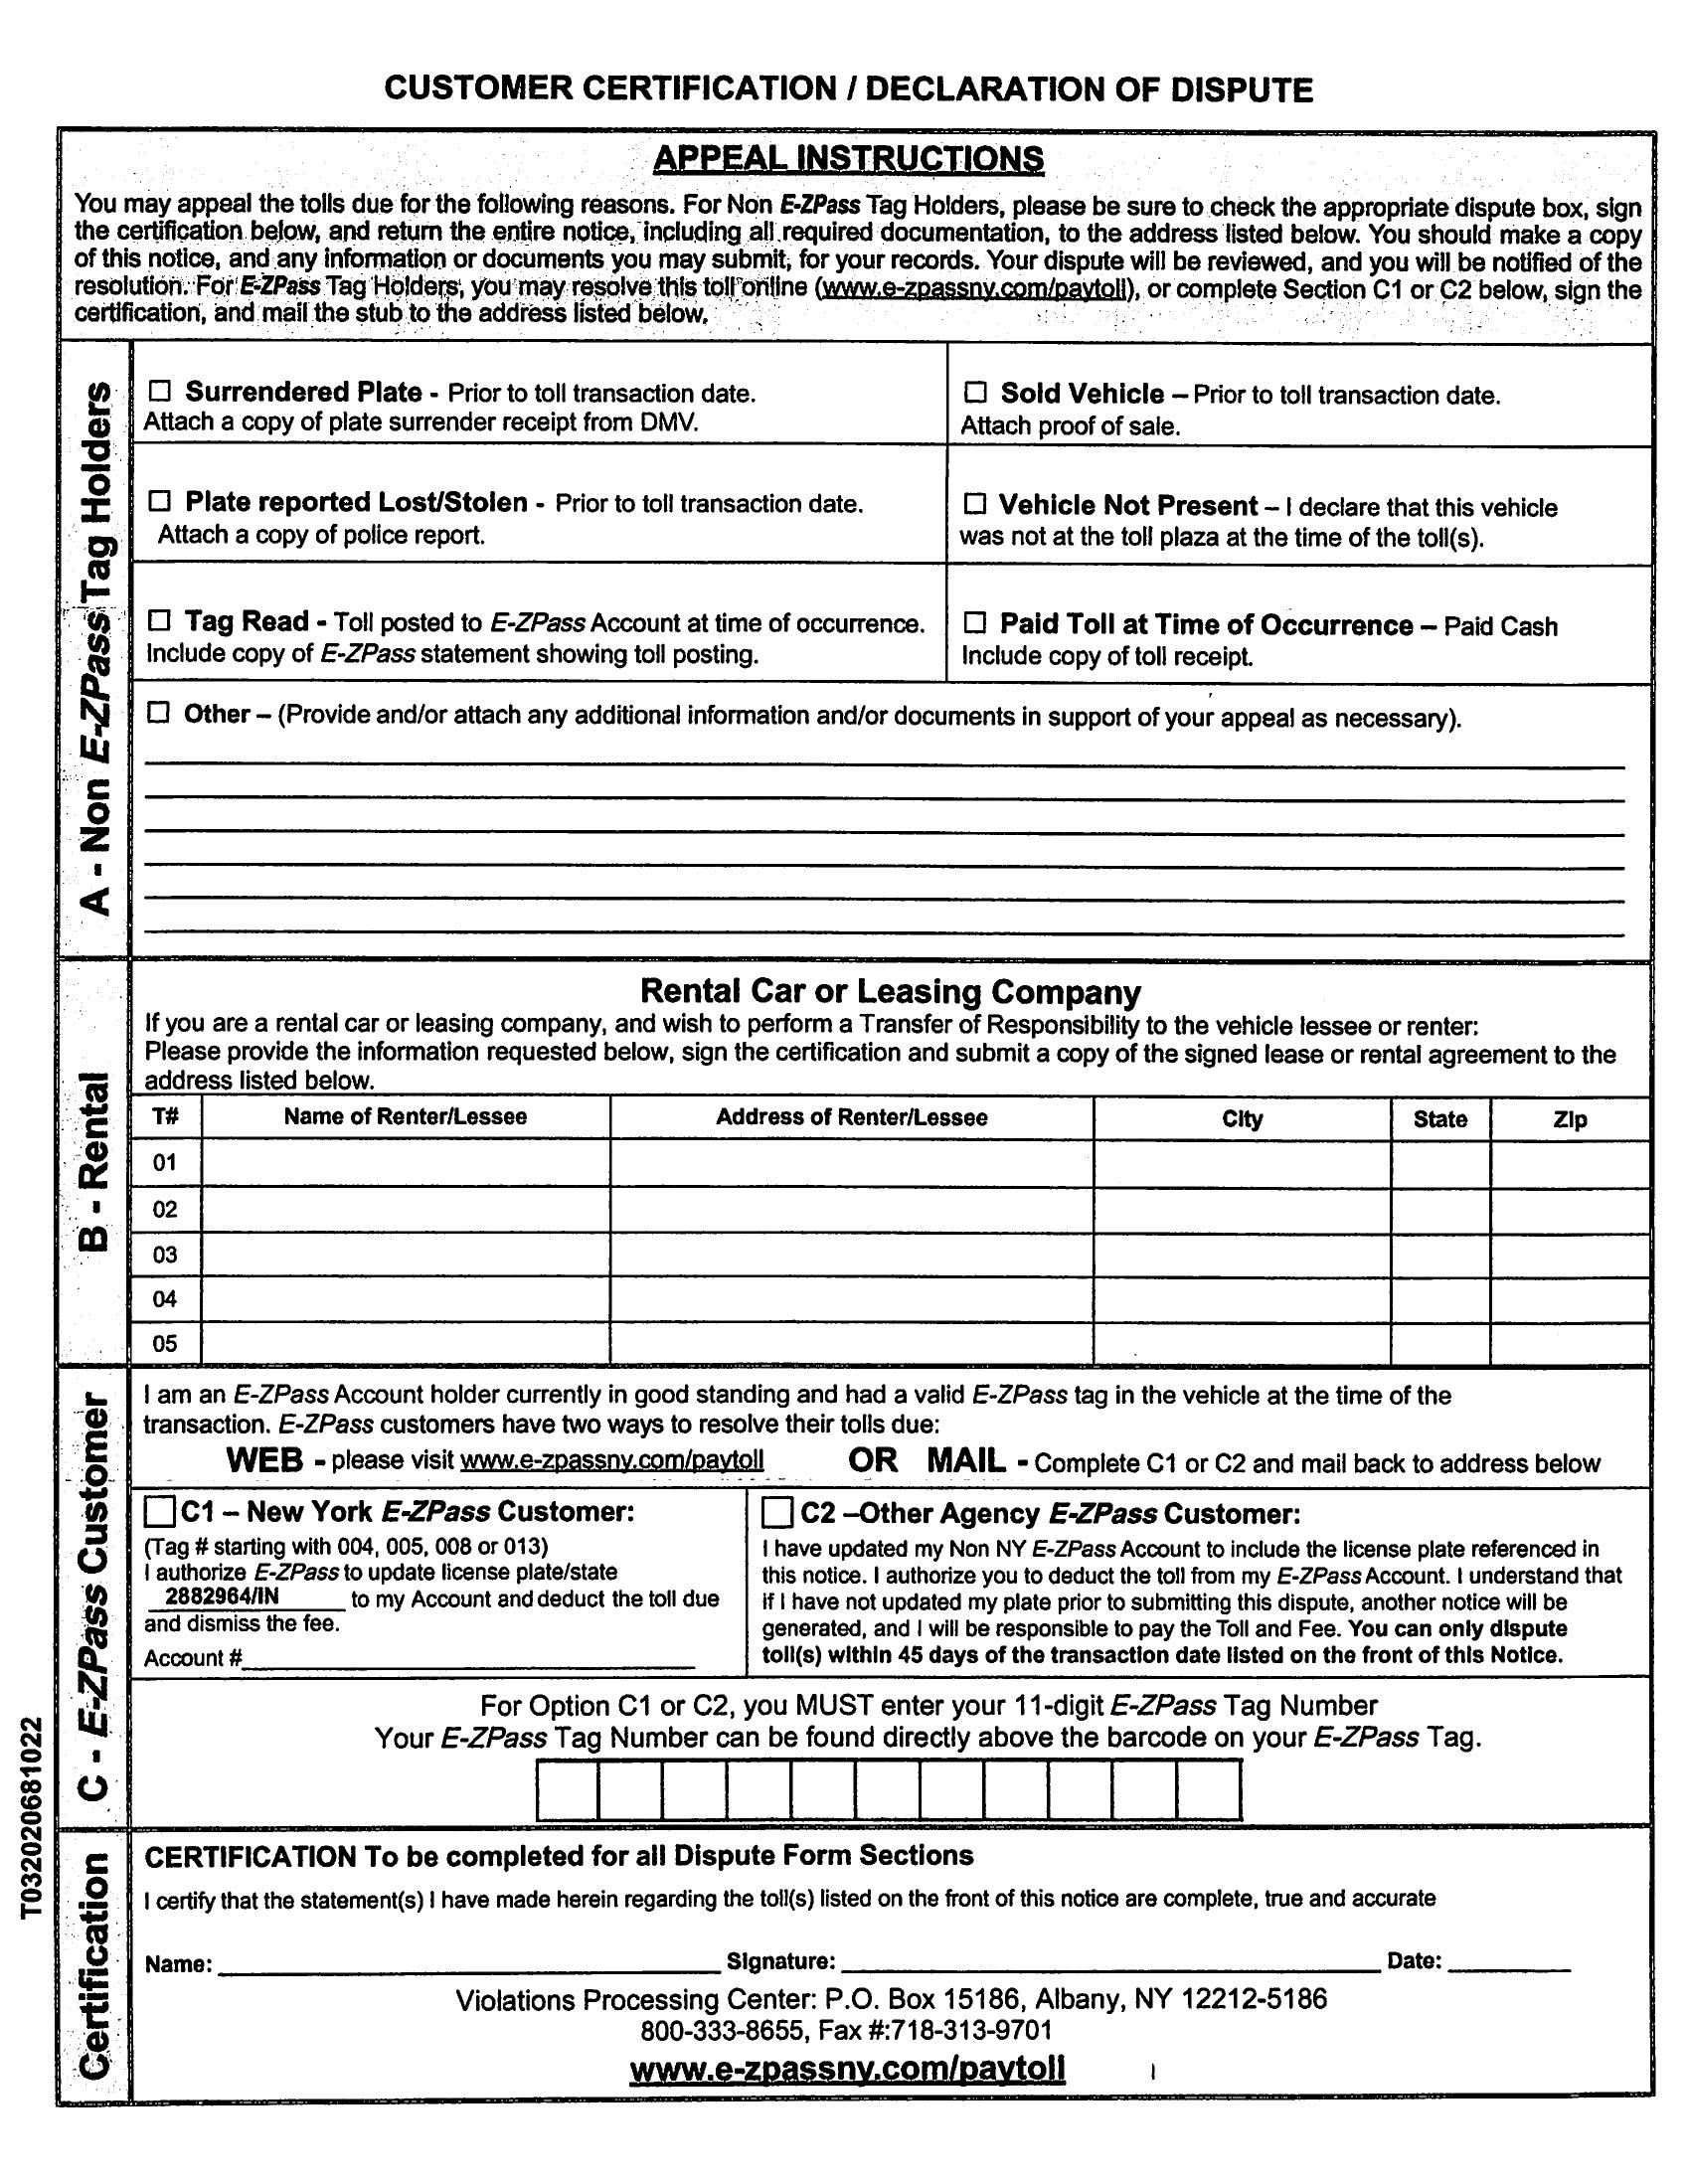 CUSTOMER CERTIFICATION / DECLARATION OF DISPUTE
APPEAL INSTRUCTIONS
You may appeal the tolls due for the following reasons. For Non E-ZPass Tag Holders, please be sure to check the appropriate dispute box, sign
the certification below, and return the entire notice, including all required documentation, to the address listed below. You should make a copy
of this notice, and any information or documents you may submit, for your records. Your dispute will be reviewed, and you will be notified of the
resolution. For E-ZPass Tag Holders, you may resolve this toll online (www.e-zpassny.com/paytoll), or complete Section C1 or C2 below, sign the
certification, and mail the stub to the address listed below.
A - Non E-ZPass Tag Holders
☐ Surrendered Plate - Prior to toll transaction date.
Attach a copy of plate surrender receipt from DMV.
☐ Sold Vehicle – Prior to toll transaction date.
Attach proof of sale.
☐ Plate reported Lost/Stolen - Prior to toll transaction date.
Attach a copy of police report.
☐ Vehicle Not Present – I declare that this vehicle
was not at the toll plaza at the time of the toll(s).
☐ Tag Read - Toll posted to E-ZPass Account at time of occurrence.
Include copy of E-ZPass statement showing toll posting.
☐ Paid Toll at Time of Occurrence – Paid Cash
Include copy of toll receipt.
☐ Other – (Provide and/or attach any additional information and/or documents in support of your appeal as necessary).
B - Rental
Rental Car or Leasing Company
If you are a rental car or leasing company, and wish to perform a Transfer of Responsibility to the vehicle lessee or renter:
Please provide the information requested below, sign the certification and submit a copy of the signed lease or rental agreement to the
address listed below.
T# Name of Renter/Lessee Address of Renter/Lessee City State Zip
01
02
03
04
05
C - E-ZPass Customer
I am an E-ZPass Account holder currently in good standing and had a valid E-ZPass tag in the vehicle at the time of the
transaction. E-ZPass customers have two ways to resolve their tolls due:
WEB - please visit www.e-zpassny.com/paytoll OR MAIL - Complete C1 or C2 and mail back to address below
☐ C1 – New York E-ZPass Customer:
(Tag # starting with 004, 005, 008 or 013)
I authorize E-ZPass to update license plate/state
2882964/IN to my Account and deduct the toll due
and dismiss the fee.
Account #
☐ C2 –Other Agency E-ZPass Customer:
I have updated my Non NY E-ZPass Account to include the license plate referenced in
this notice. I authorize you to deduct the toll from my E-ZPass Account. I understand that
if I have not updated my plate prior to submitting this dispute, another notice will be
generated, and I will be responsible to pay the Toll and Fee. You can only dispute
toll(s) within 45 days of the transaction date listed on the front of this Notice.
For Option C1 or C2, you MUST enter your 11-digit E-ZPass Tag Number
Your E-ZPass Tag Number can be found directly above the barcode on your E-ZPass Tag.
T032020681022
Certification
CERTIFICATION To be completed for all Dispute Form Sections
I certify that the statement(s) I have made herein regarding the toll(s) listed on the front of this notice are complete, true and accurate
Name: Signature: Date:
Violations Processing Center: P.O. Box 15186, Albany, NY 12212-5186
800-333-8655, Fax #:718-313-9701
www.e-zpassny.com/paytoll